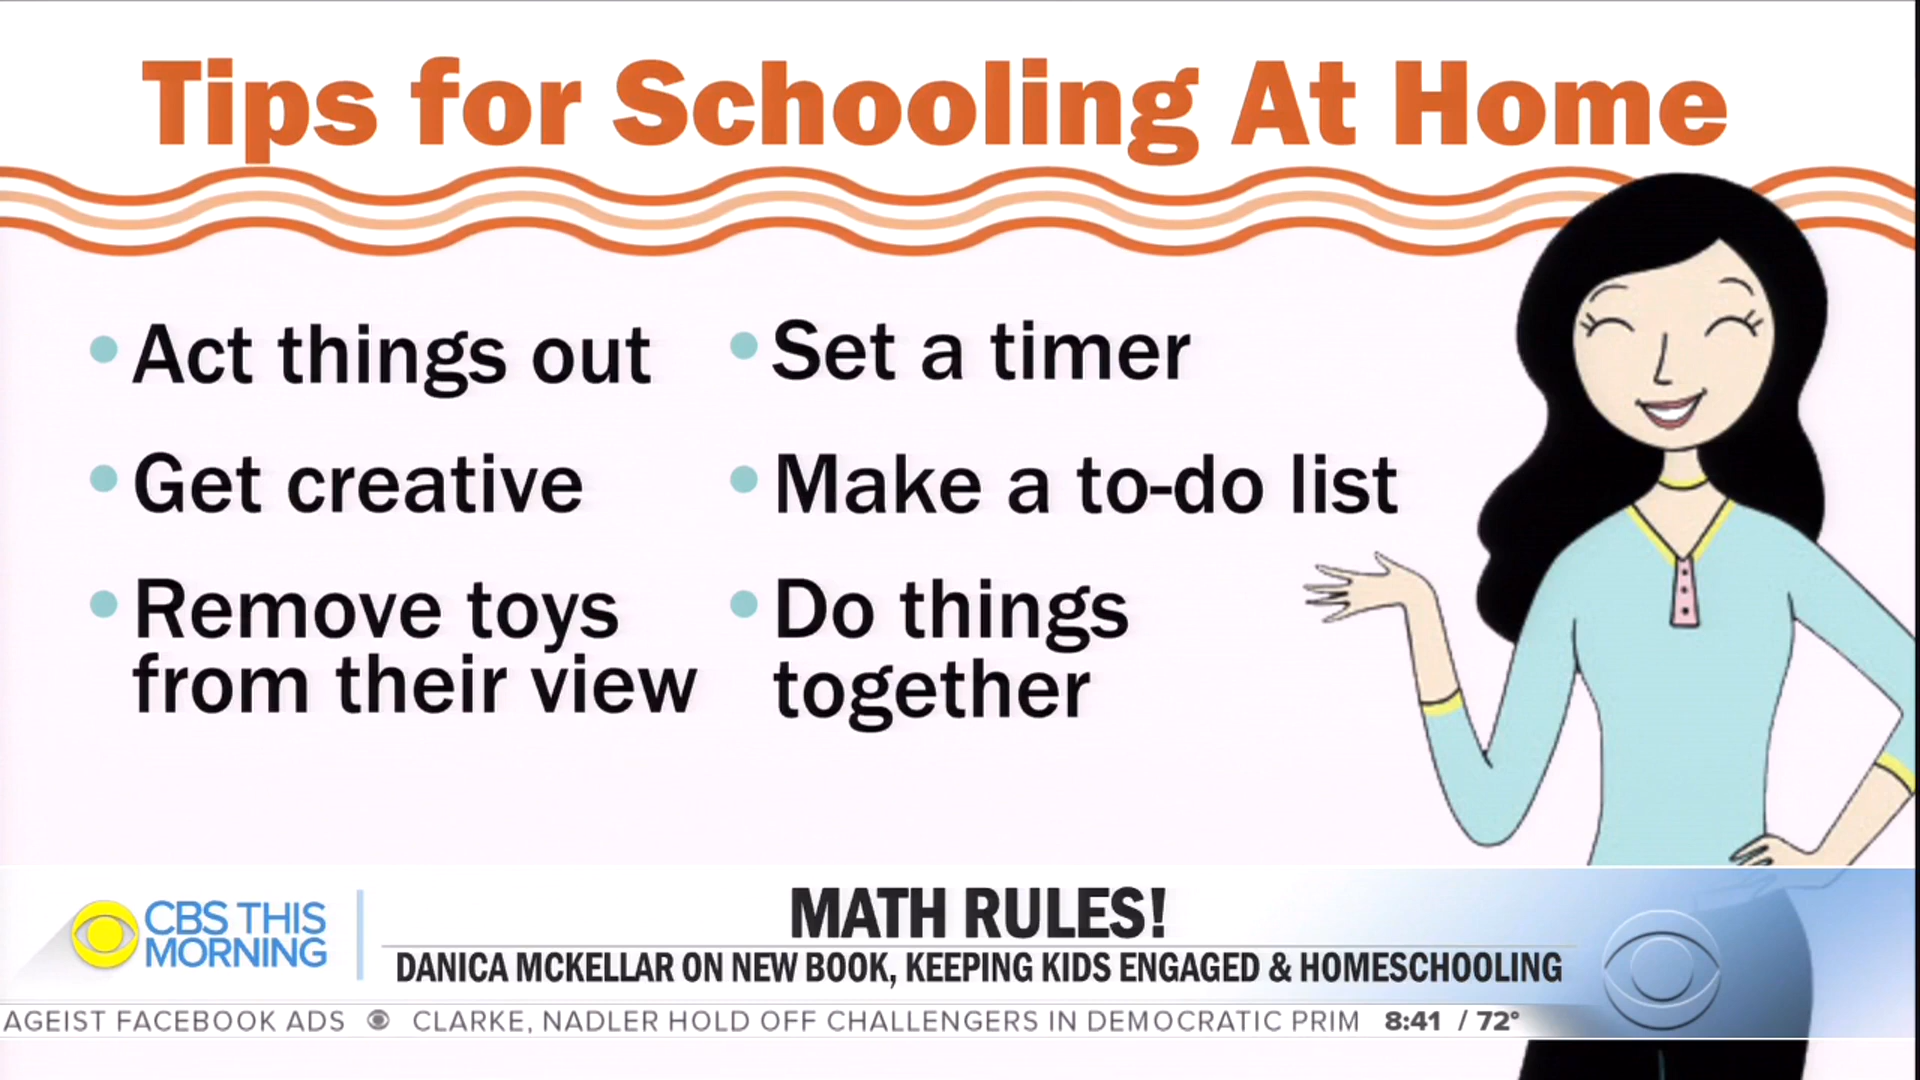 Tips for Schooling At Home
• Act things out
• Get creative
• Remove toys
from their view
• Set a timer
• Make a to-do list
• Do things
together
CBS THIS
MORNING
MATH RULES!
DANICA MCKELLAR ON NEW BOOK, KEEPING KIDS ENGAGED & HOMESCHOOLING
AGEIST FACEBOOK ADS CLARKE, NADLER HOLD OFF CHALLENGERS IN DEMOCRATIC PRIM 8:41 / 72°